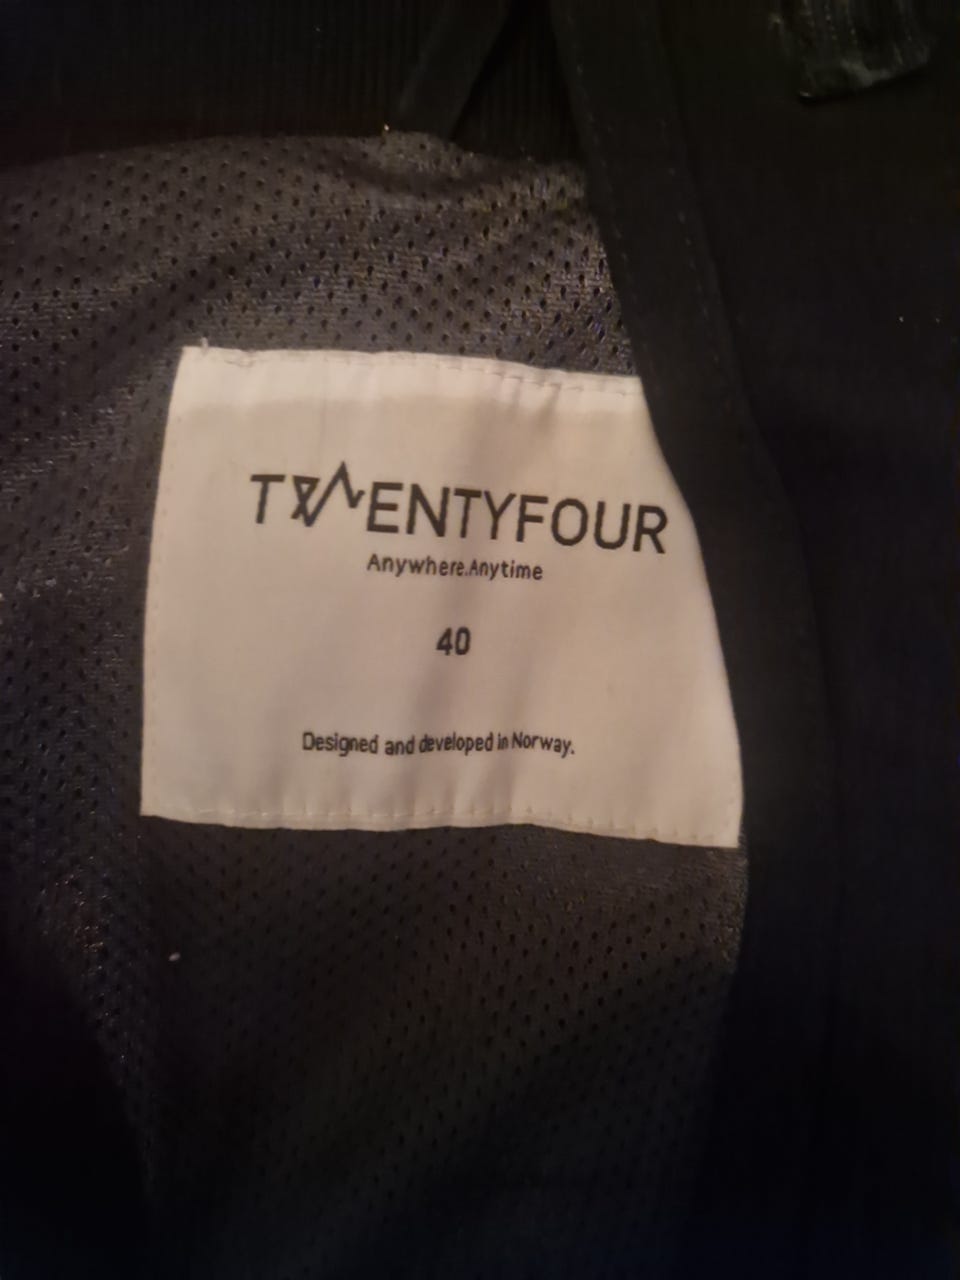 TWENTYFOUR
Anywhere.Anytime
40
Designed and developed in Norway.